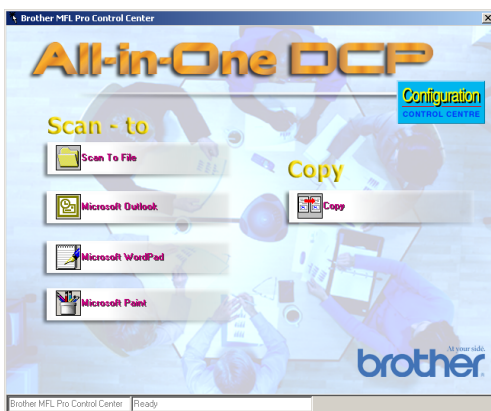 Brother MFL Pro Control Center
All-in-One DCP
Configuration
CONTROL CENTRE
Scan - to
Scan To File
Microsoft Outlook
Microsoft WordPad
Microsoft Paint
Copy
Copy
At your side.
brother
Brother MFL Pro Control Center
Ready